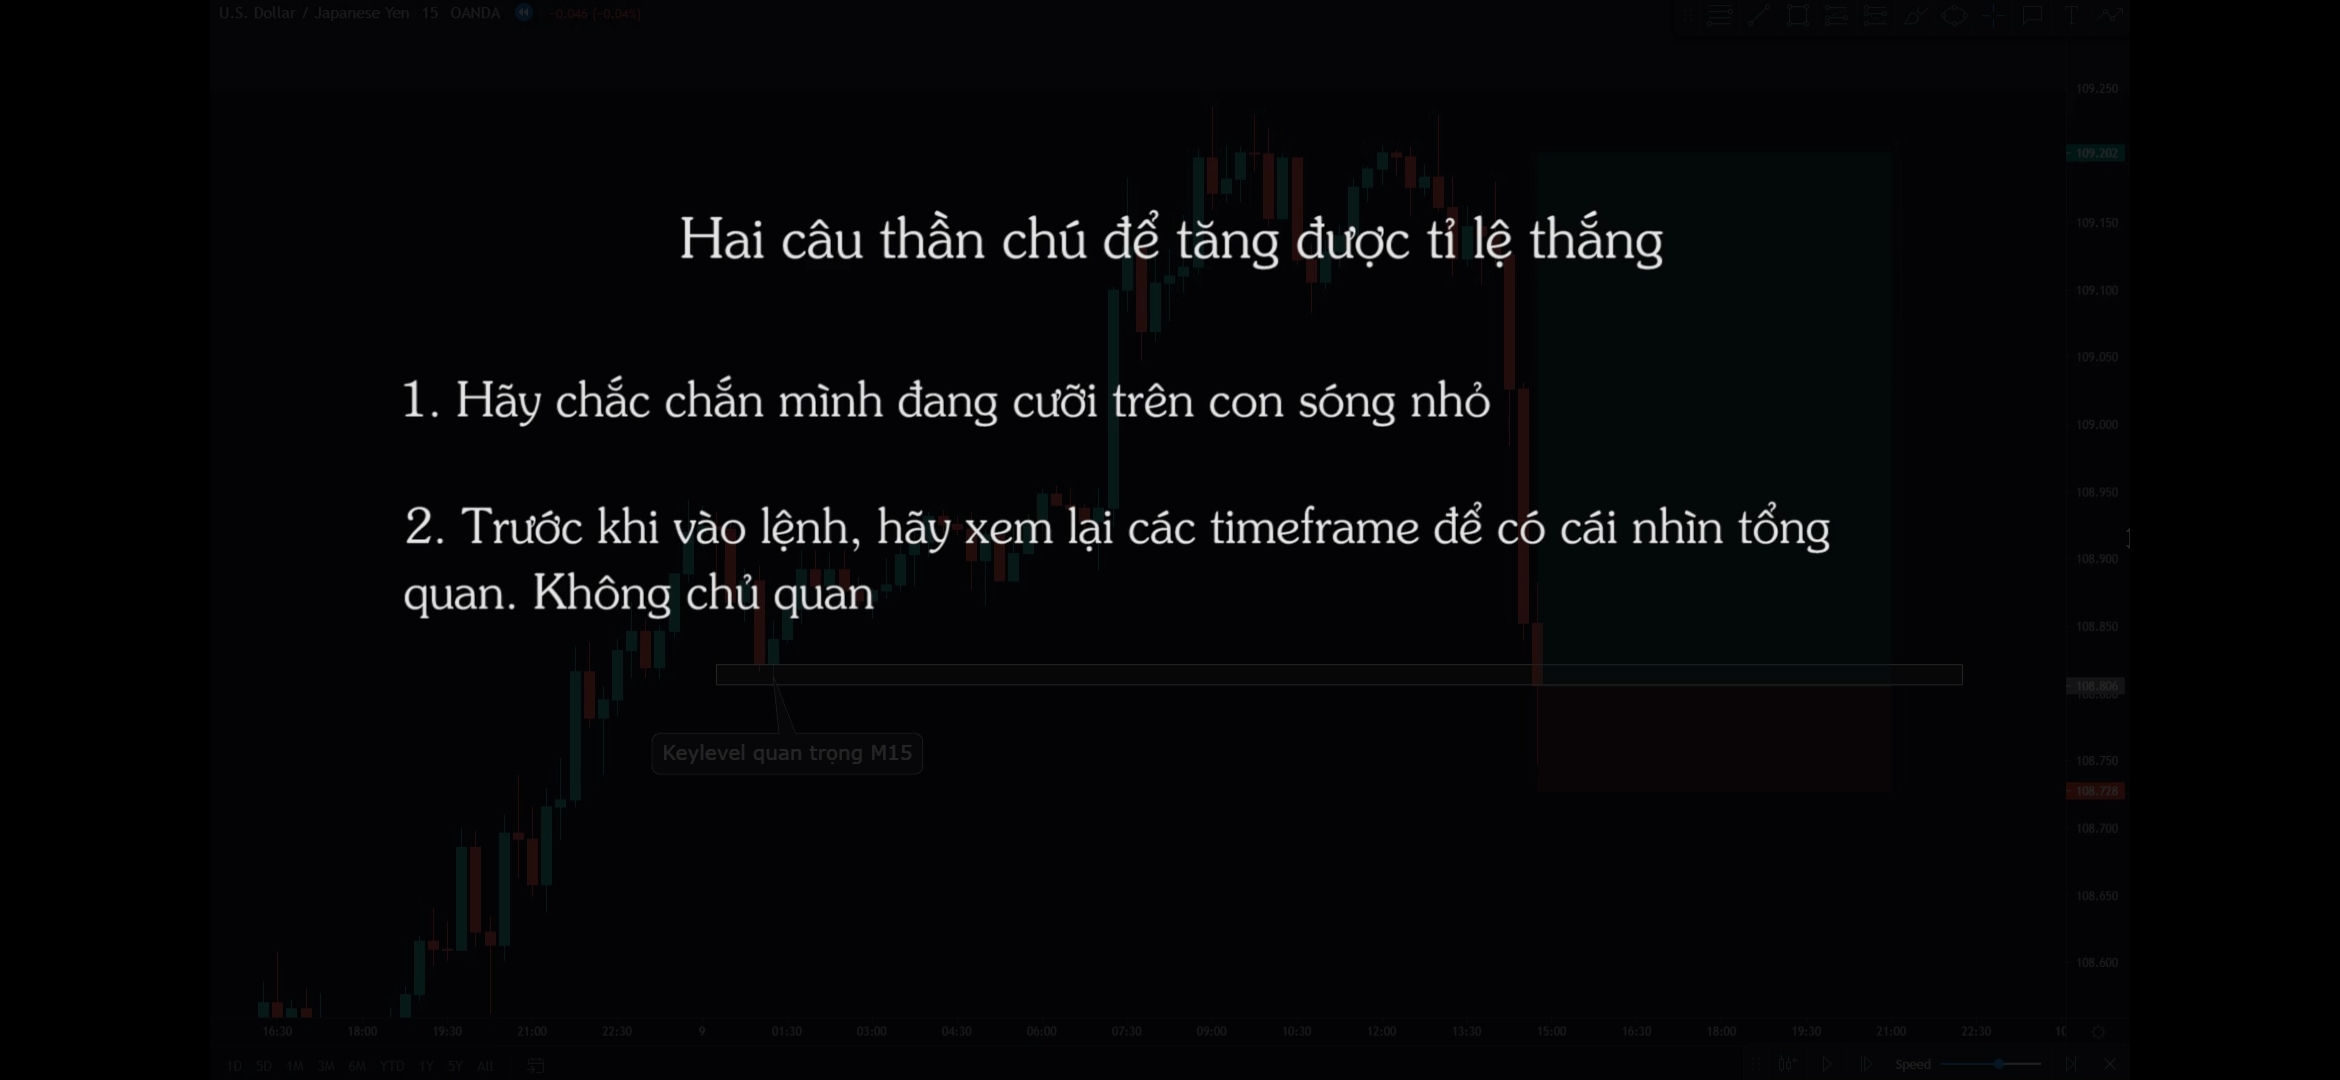 U.S. Dollar / Japanese Yen 15 OANDA −0.046 (−0.04%)
109.250
109.202
Hai câu thần chú để tăng được tỉ lệ thắng
109.150
109.100
109.050
1. Hãy chắc chắn mình đang cưỡi trên con sóng nhỏ
109.000
108.950
2. Trước khi vào lệnh, hãy xem lại các timeframe để có cái nhìn tổng
quan. Không chủ quan
108.900
108.850
108.806
Keylevel quan trọng M15
108.750
108.728
108.700
108.650
108.600
16:30 18:00 19:30 21:00 22:30 9 01:30 03:00 04:30 06:00 07:30 09:00 10:30 12:00 13:30 15:00 16:30 18:00 19:30 21:00 22:30
1D 5D 1M 3M 6M YTD 1Y 5Y All Speed